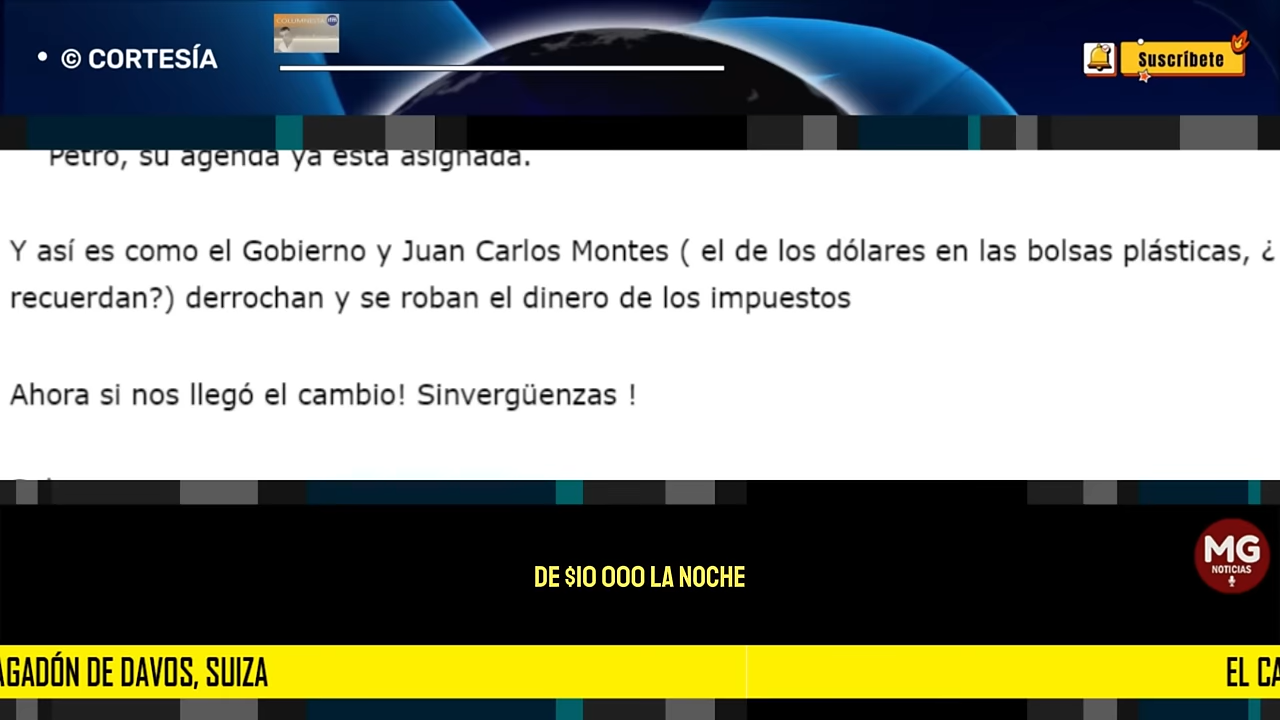 • © CORTESÍA
COLUMNISTA
Suscríbete
Petro, su agenda ya está asignada.
Y así es como el Gobierno y Juan Carlos Montes ( el de los dólares en las bolsas plásticas, ¿
recuerdan?) derrochan y se roban el dinero de los impuestos
Ahora si nos llegó el cambio! Sinvergüenzas !
DE $10 000 LA NOCHE
MG
NOTICIAS
AGADÓN DE DAVOS, SUIZA
EL CA